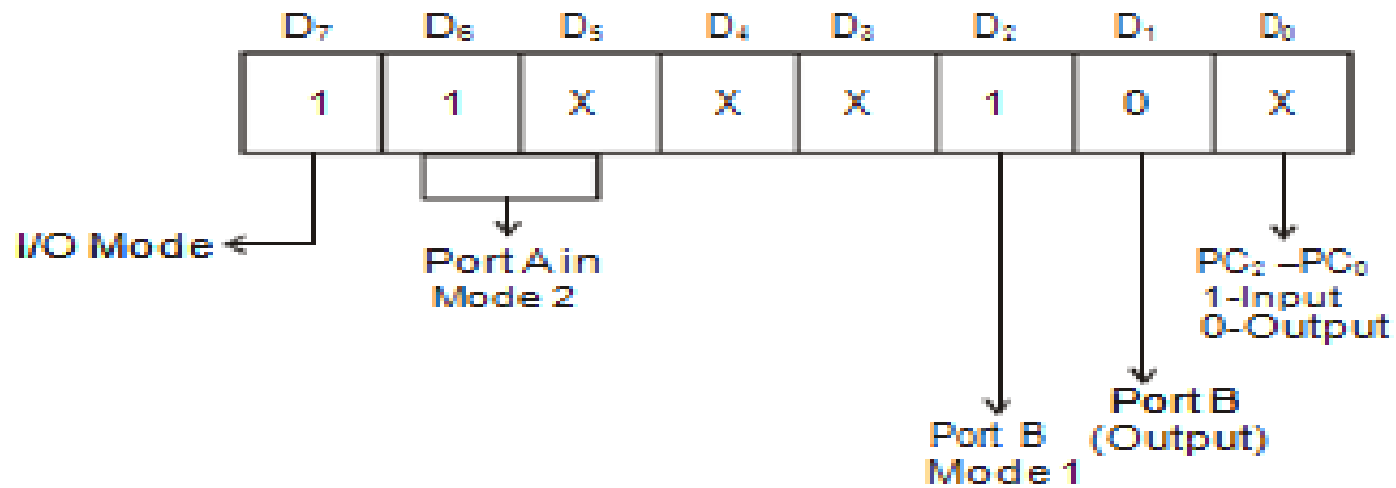 D₇ D₆ D₅ D₄ D₃ D₂ D₁ D₀
1 1 X X X 1 0 X
I/O Mode
Port A in
Mode 2
PC₂ –PC₀
1-Input
0-Output
Port B
(Output)
Port B
Mode 1